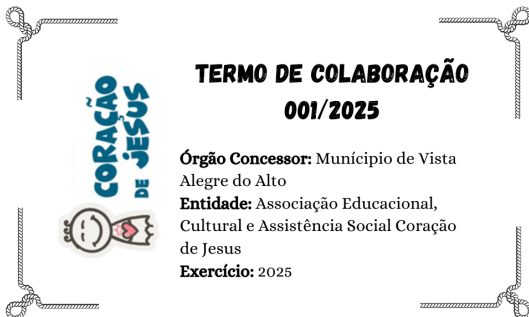 CORAÇÃO
DE JESUS
TERMO DE COLABORAÇÃO
001/2025
Órgão Concessor: Munícipio de Vista
Alegre do Alto
Entidade: Associação Educacional,
Cultural e Assistência Social Coração
de Jesus
Exercício: 2025